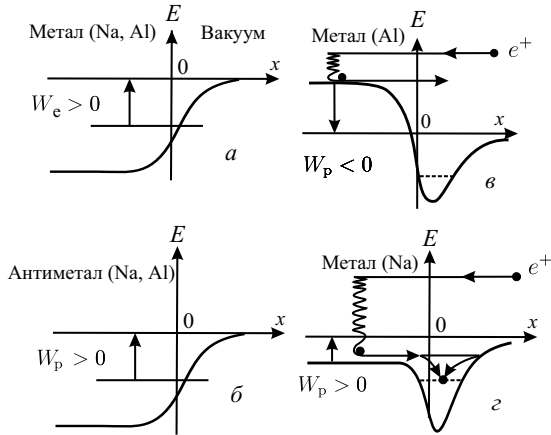 E
Метал (Na, Al)
Вакуум
0
x
W_e > 0
а
E
Метал (Al)
e⁺
x
0
W_p < 0
в
E
Антиметал (Na, Al)
0
x
W_p > 0
б
E
Метал (Na)
e⁺
0
x
W_p > 0
г